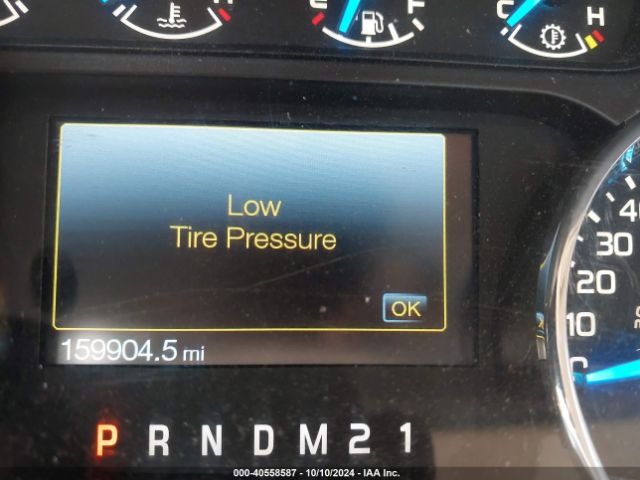 H
E F
C H
Low
Tire Pressure
OK
159904.5 mi
40
30
20
10
0
P R N D M 2 1
000-40558587 - 10/10/2024 - IAA Inc.